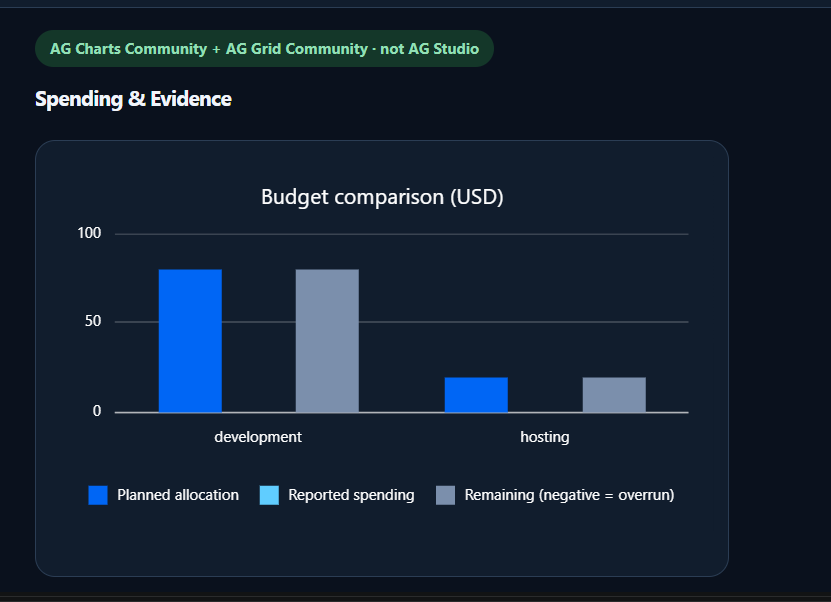 AG Charts Community + AG Grid Community · not AG Studio
Spending & Evidence
Budget comparison (USD)
100
50
0
development hosting
Planned allocation Reported spending Remaining (negative = overrun)